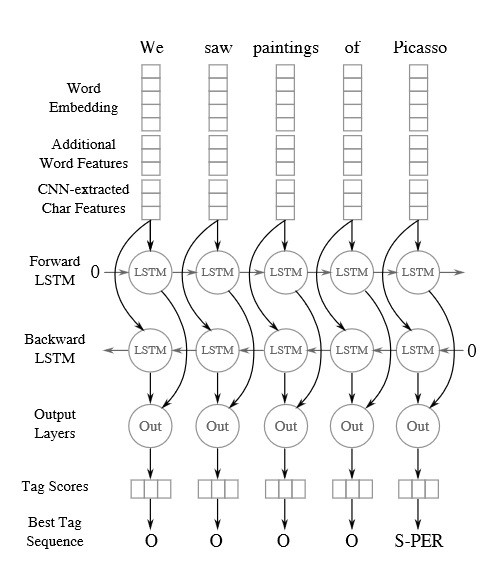 We saw paintings of Picasso
Word
Embedding
Additional
Word Features
CNN-extracted
Char Features
Forward
LSTM
0 LSTM LSTM LSTM LSTM LSTM
Backward
LSTM
LSTM LSTM LSTM LSTM LSTM 0
Output
Layers
Out Out Out Out Out
Tag Scores
Best Tag
Sequence
O O O O S-PER